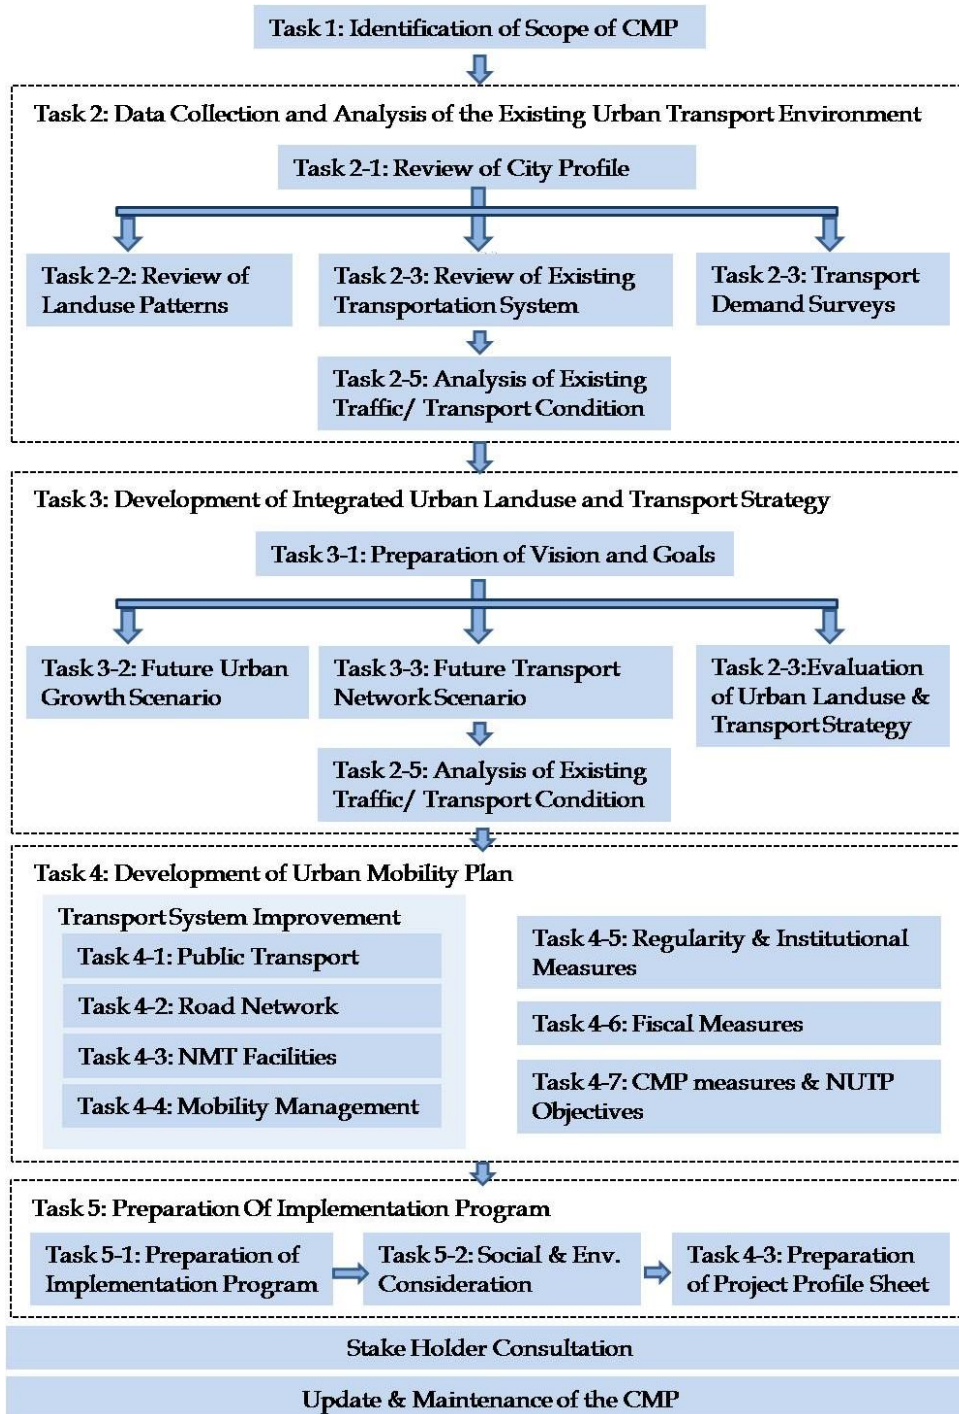 Task 1: Identification of Scope of CMP
Task 2: Data Collection and Analysis of the Existing Urban Transport Environment
Task 2-1: Review of City Profile
Task 2-2: Review of
Landuse Patterns
Task 2-3: Review of Existing
Transportation System
Task 2-3: Transport
Demand Surveys
Task 2-5: Analysis of Existing
Traffic/ Transport Condition
Task 3: Development of Integrated Urban Landuse and Transport Strategy
Task 3-1: Preparation of Vision and Goals
Task 3-2: Future Urban
Growth Scenario
Task 3-3: Future Transport
Network Scenario
Task 2-3:Evaluation
of Urban Landuse &
Transport Strategy
Task 2-5: Analysis of Existing
Traffic/ Transport Condition
Task 4: Development of Urban Mobility Plan
Transport System Improvement
Task 4-1: Public Transport
Task 4-2: Road Network
Task 4-3: NMT Facilities
Task 4-4: Mobility Management
Task 4-5: Regularity & Institutional
Measures
Task 4-6: Fiscal Measures
Task 4-7: CMP measures & NUTP
Objectives
Task 5: Preparation Of Implementation Program
Task 5-1: Preparation of
Implementation Program
Task 5-2: Social & Env.
Consideration
Task 4-3: Preparation
of Project Profile Sheet
Stake Holder Consultation
Update & Maintenance of the CMP